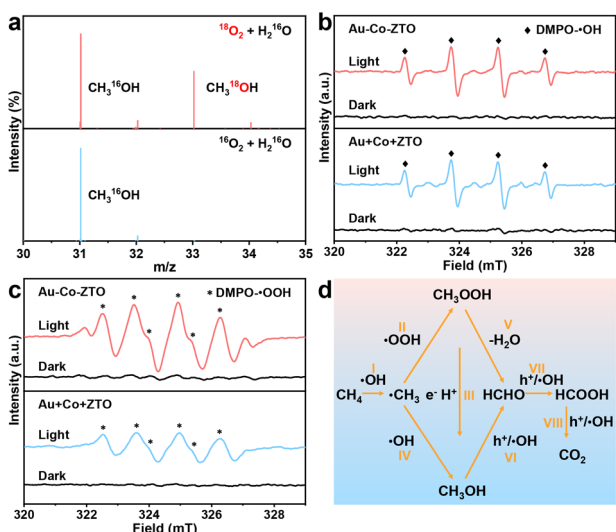 a
¹⁸O₂ + H₂¹⁶O
CH₃¹⁶OH
CH₃¹⁸OH
¹⁶O₂ + H₂¹⁶O
CH₃¹⁶OH
Intensity (%)
30 31 32 33 34 35
m/z
b
Au-Co-ZTO
♦ DMPO-•OH
Light
Dark
Au+Co+ZTO
Light
Dark
Intensity (a.u.)
320 322 324 326 328
Field (mT)
c
Au-Co-ZTO
* DMPO-•OOH
Light
Dark
Au+Co+ZTO
Light
Dark
Intensity (a.u.)
320 322 324 326 328
Field (mT)
d
CH₃OOH
II
•OOH
V
-H₂O
I
•OH
CH₄
•CH₃
e⁻ H⁺
III
HCHO
VII
h⁺/•OH
HCOOH
VIII
h⁺/•OH
CO₂
•OH
IV
h⁺/•OH
VI
CH₃OH